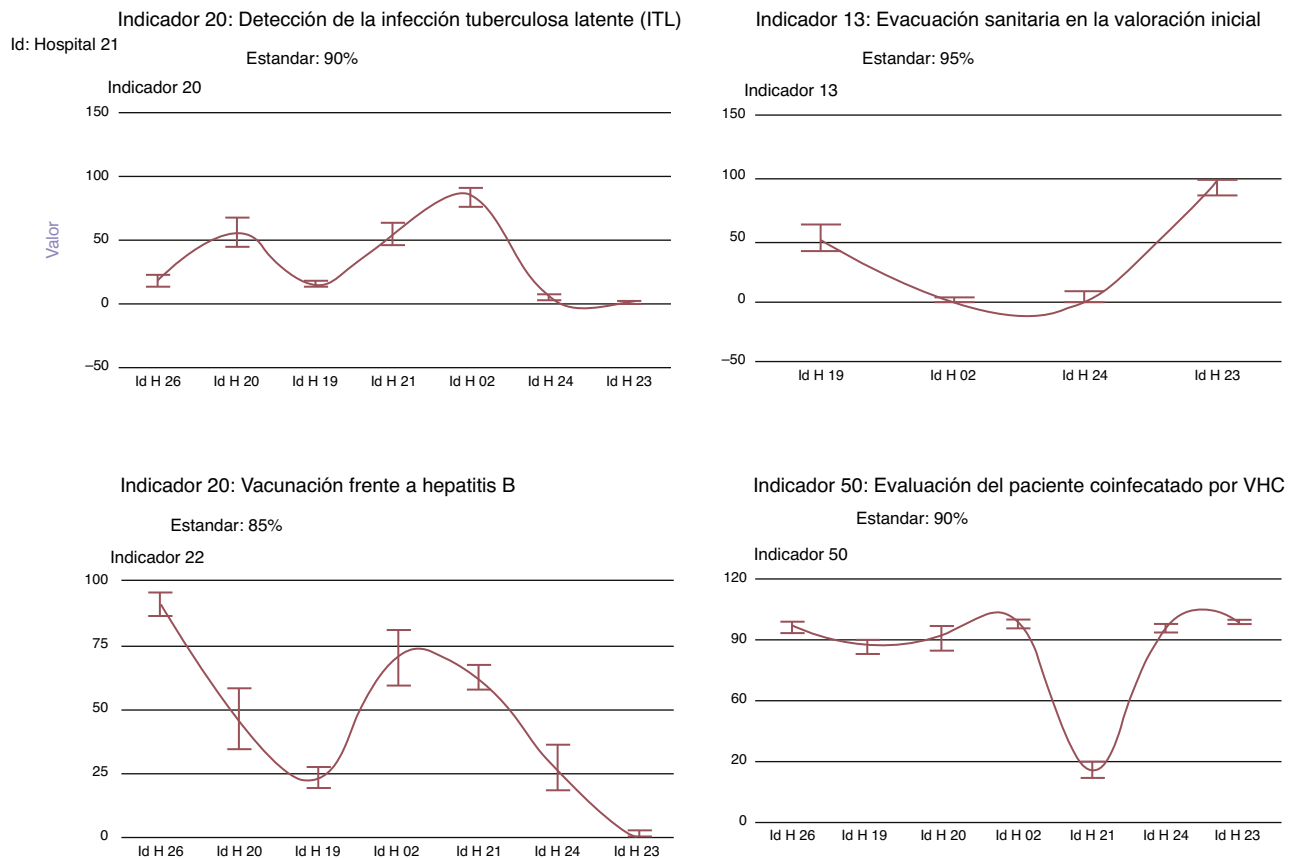 Indicador 20: Detección de la infección tuberculosa latente (ITL)
Id: Hospital 21
Estandar: 90%
Indicador 20
Valor
150
100
50
0
–50
Id H 26 Id H 20 Id H 19 Id H 21 Id H 02 Id H 24 Id H 23
Indicador 13: Evacuación sanitaria en la valoración inicial
Estandar: 95%
Indicador 13
150
100
50
0
–50
Id H 19 Id H 02 Id H 24 Id H 23
Indicador 20: Vacunación frente a hepatitis B
Estandar: 85%
Indicador 22
100
75
50
25
0
Id H 26 Id H 20 Id H 19 Id H 02 Id H 21 Id H 24 Id H 23
Indicador 50: Evaluación del paciente coinfecatado por VHC
Estandar: 90%
Indicador 50
120
90
60
20
0
Id H 26 Id H 19 Id H 20 Id H 02 Id H 21 Id H 24 Id H 23